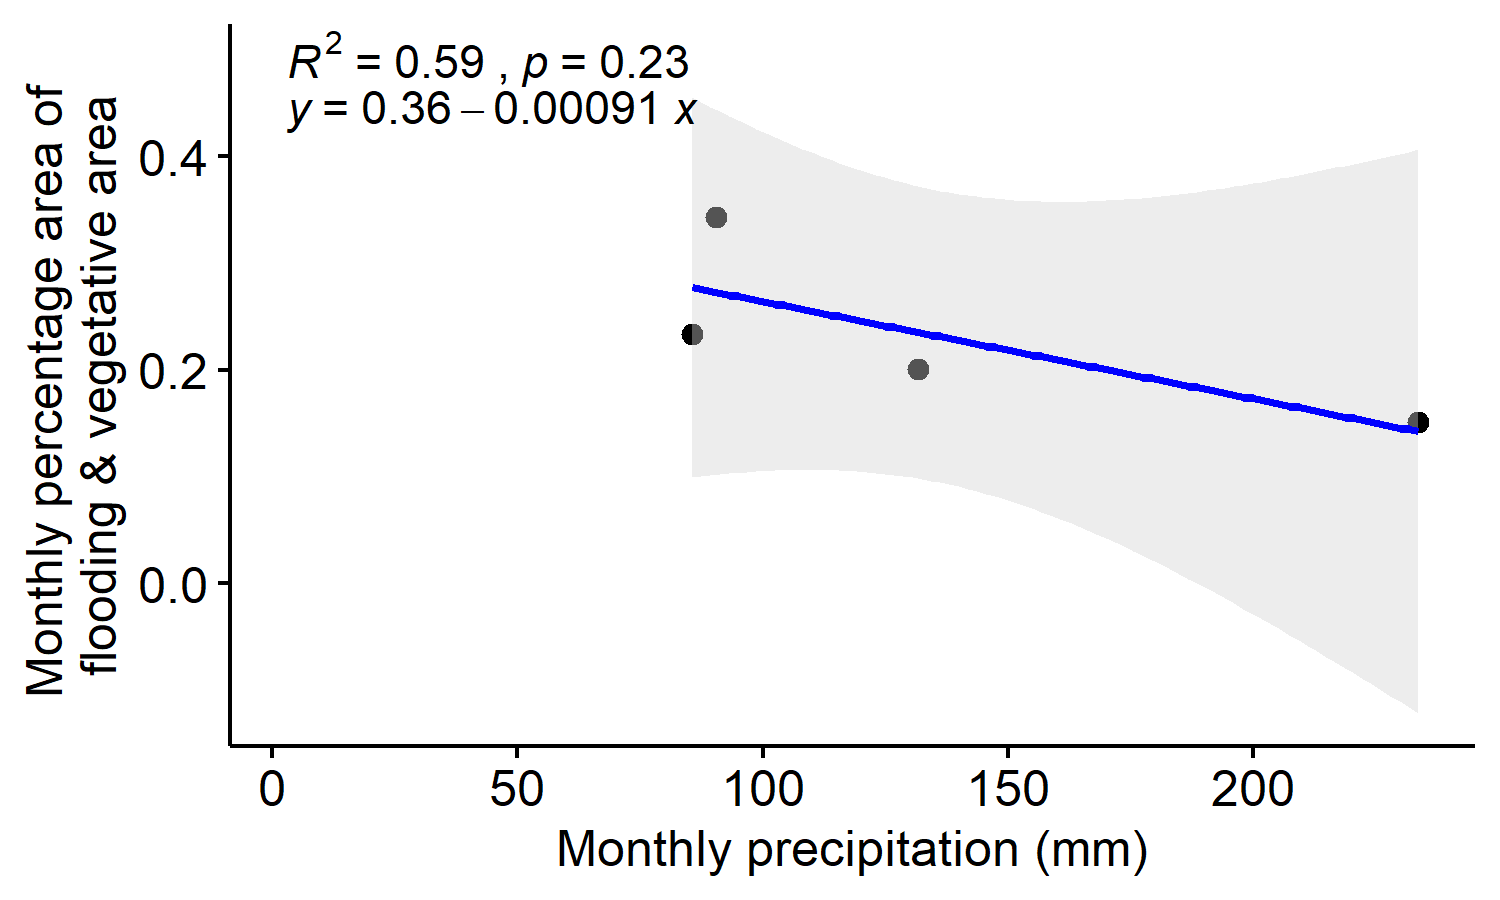 R² = 0.59 , p = 0.23
y = 0.36 – 0.00091 x
Monthly percentage area of
flooding & vegetative area
0.4
0.2
0.0
0 50 100 150 200
Monthly precipitation (mm)